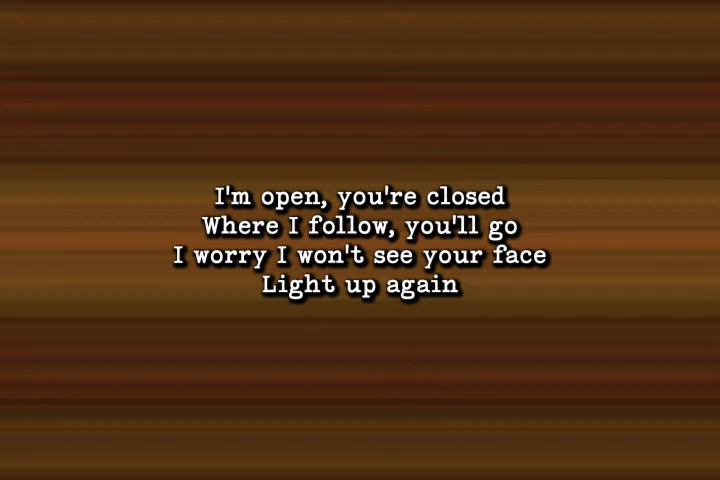 I'm open, you're closed
Where I follow, you'll go
I worry I won't see your face
Light up again